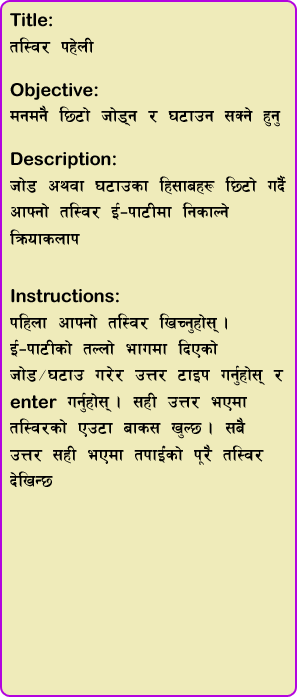 Title:
तस्विर पहेली
Objective:
मनमनै छिटो जोड्न र घटाउन सक्ने हुनु
Description:
जोड अथवा घटाउका हिसाबहरू छिटो गर्दै
आफ्नो तस्विर ई-पाटीमा निकाल्ने
क्रियाकलाप
Instructions:
पहिला आफ्नो तस्विर खिच्नुहोस् ।
ई-पाटीको तल्लो भागमा दिएको
जोड/घटाउ गरेर उत्तर टाइप गर्नुहोस् र
enter गर्नुहोस् । सही उत्तर भएमा
तस्विरको एउटा बाकस खुल्छ । सबै
उत्तर सही भएमा तपाईको पूरै तस्विर
देखिन्छ